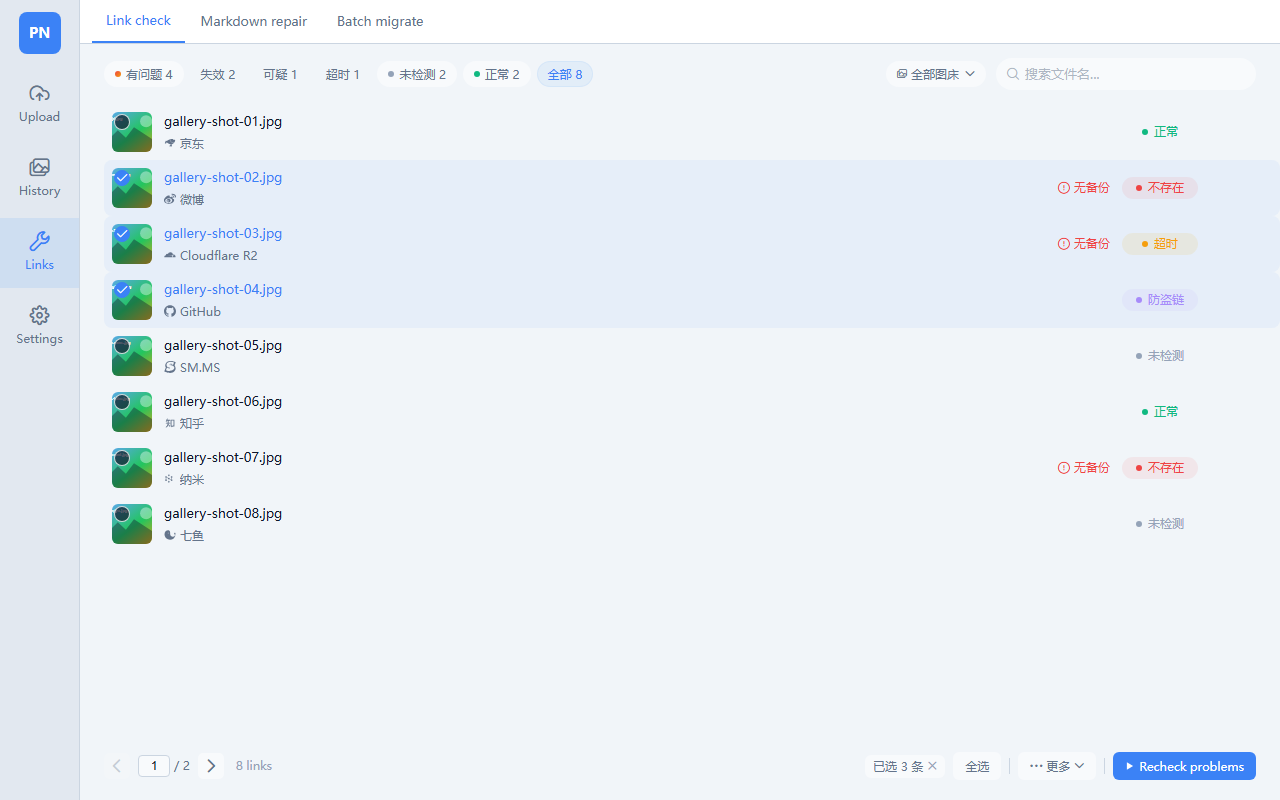 PN
Upload
History
Links
Settings
Link check
Markdown repair
Batch migrate
有问题 4
失效 2
可疑 1
超时 1
未检测 2
正常 2
全部 8
全部图床
搜索文件名...
gallery-shot-01.jpg
京东
正常
gallery-shot-02.jpg
微博
无备份
不存在
gallery-shot-03.jpg
Cloudflare R2
无备份
超时
gallery-shot-04.jpg
GitHub
防盗链
gallery-shot-05.jpg
SM.MS
未检测
gallery-shot-06.jpg
知 知乎
正常
gallery-shot-07.jpg
纳米
无备份
不存在
gallery-shot-08.jpg
七鱼
未检测
1 / 2
8 links
已选 3 条
全选
更多
Recheck problems